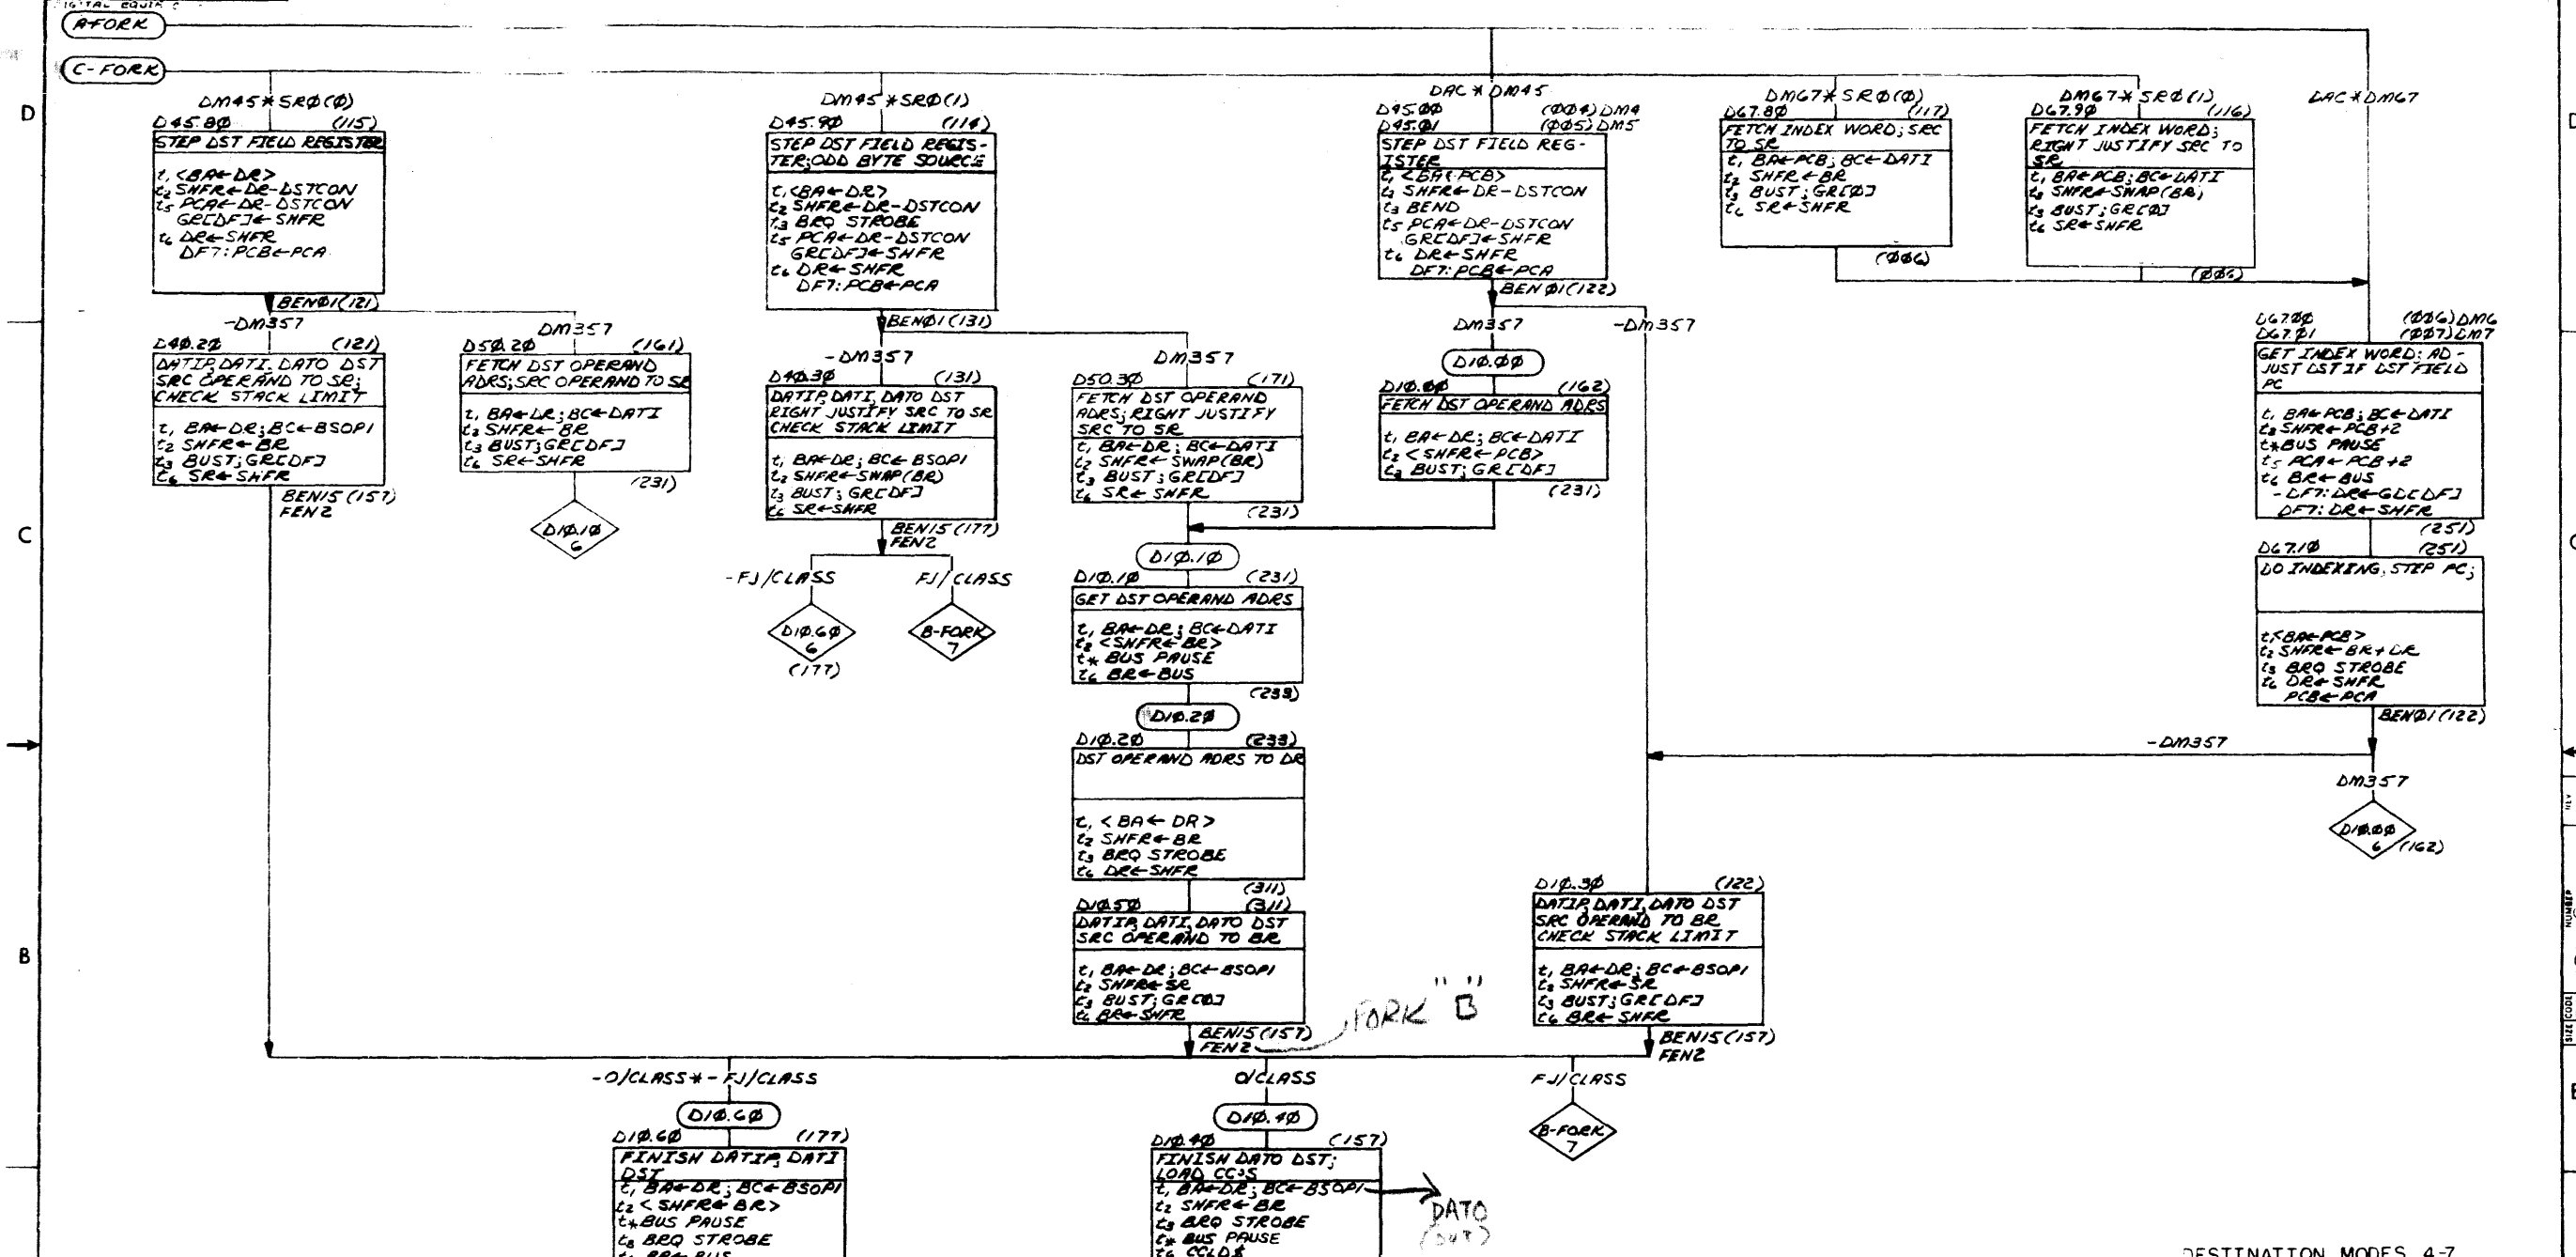 A-FORK
C-FORK
D
DM45*SRØ(Ø)
D45.8Ø (115)
STEP DST FIELD REGISTER
t1 <BA←DR>
t2 SHFR←DR-DSTCON
t5 PCA←DR-DSTCON
GR[DF]←SHFR
t6 DR←SHFR
DF7:PCB←PCA
BENØ1(121)
-DM357
DM357
D4Ø.2Ø (121)
DATIP,DATI,DATO DST
SRC OPERAND TO SR;
CHECK STACK LIMIT
t1 BA←DR;BC←BSOP1
t2 SHFR←BR
t3 BUST;GR[DF]
t6 SR←SHFR
BEN15(157)
FEN2
D5Ø.2Ø (161)
FETCH DST OPERAND
ADRS;SRC OPERAND TO SR
t1 BA←DR;BC←DATI
t2 SHFR←BR
t3 BUST;GR[DF]
t6 SR←SHFR
(231)
D1Ø.1Ø
6
DM45*SRØ(1)
D45.9Ø (114)
STEP DST FIELD REGIS-
TER;ODD BYTE SOURCE
t1 <BA←DR>
t2 SHFR←DR-DSTCON
t3 BRQ STROBE
t5 PCA←DR-DSTCON
GR[DF]←SHFR
t6 DR←SHFR
DF7:PCB←PCA
BENØ1(131)
-DM357
DM357
D4Ø.3Ø (131)
DATIP,DATI,DATO DST
RIGHT JUSTIFY SRC TO SR
CHECK STACK LIMIT
t1 BA←DR;BC←BSOP1
t2 SHFR←SWAP(BR)
t3 BUST;GR[DF]
t6 SR←SHFR
BEN15(177)
FEN2
-FJ/CLASS
FJ/CLASS
D1Ø.6Ø
6
(177)
B-FORK
7
D5Ø.3Ø (171)
FETCH DST OPERAND
ADRS;RIGHT JUSTIFY
SRC TO SR
t1 BA←DR;BC←DATI
t2 SHFR←SWAP(BR)
t3 BUST;GR[DF]
t6 SR←SHFR
(231)
DAC*DM45
D45.ØØ (ØØ4)DM4
D45.Ø1 (ØØ5)DM5
STEP DST FIELD REG-
ISTER
t1 <BA←PCB>
t2 SHFR←DR-DSTCON
t3 BEND
t5 PCA←DR-DSTCON
GR[DF]←SHFR
t6 DR←SHFR
DF7:PCB←PCA
BENØ1(122)
DM357
-DM357
D1Ø.ØØ
D1Ø.ØØ (162)
FETCH DST OPERAND ADRS
t1 BA←DR;BC←DATI
t2 <SHFR←PCB>
t3 BUST;GR[DF]
(231)
D1Ø.1Ø
D1Ø.1Ø (231)
GET DST OPERAND ADRS
t1 BA←DR;BC←DATI
t2 <SHFR←BR>
t* BUS PAUSE
t6 BR←BUS
(233)
D1Ø.2Ø
D1Ø.2Ø (233)
DST OPERAND ADRS TO DR
t1 <BA←DR>
t2 SHFR←BR
t3 BRQ STROBE
t6 DR←SHFR
(311)
D1Ø.5Ø (311)
DATIP,DATI,DATO DST
SRC OPERAND TO BR
t1 BA←DR;BC←BSOP1
t2 SHFR←SR
t3 BUST;GR[Ø]
t6 BR←SHFR
BEN15(157)
FEN2
FORK "B"
DM67*SRØ(Ø)
D67.8Ø (117)
FETCH INDEX WORD;SRC
TO SR
t1 BA←PCB;BC←DATI
t2 SHFR←BR
t3 BUST;GR[Ø]
t6 SR←SHFR
(ØØ6)
DM67*SRØ(1)
D67.9Ø (116)
FETCH INDEX WORD;
RIGHT JUSTIFY SRC TO
SR
t1 BA←PCB;BC←DATI
t2 SHFR←SWAP(BR)
t3 BUST;GR[Ø]
t6 SR←SHFR
(ØØ6)
DAC*DM67
D67.ØØ (ØØ6)DM6
D67.Ø1 (ØØ7)DM7
GET INDEX WORD;AD-
JUST DST IF DST FIELD
PC
t1 BA←PCB;BC←DATI
t2 SHFR←PCB+2
t*BUS PAUSE
t5 PCA←PCB+2
t6 BR←BUS
-DF7:DR←GD[DF]
DF7:DR←SHFR
(251)
D67.1Ø (251)
DO INDEXING,STEP PC;
t1<BA←PCB>
t2 SHFR←BR+DR
t3 BRQ STROBE
t6 DR←SHFR
PCB←PCA
BENØ1(122)
-DM357
DM357
D1Ø.ØØ
6 (162)
D1Ø.3Ø (122)
DATIP,DATI,DATO DST
SRC OPERAND TO BR
CHECK STACK LIMIT
t1 BA←DR;BC←BSOP1
t2 SHFR←SR
t3 BUST;GR[DF]
t6 BR←SHFR
BEN15(157)
FEN2
C
B
-O/CLASS*-FJ/CLASS
O/CLASS
FJ/CLASS
D1Ø.6Ø
D1Ø.6Ø (177)
FINISH DATIP,DATI
DST
t1 BA←DR;BC←BSOP1
t2 <SHFR←BR>
t*BUS PAUSE
t3 BRQ STROBE
t6 BR←BUS
D1Ø.4Ø
D1Ø.4Ø (157)
FINISH DATO DST;
LOAD CC'S
t1 BA←DR;BC←BSOP1
t2 SHFR←BR
t3 BRQ STROBE
t* BUS PAUSE
t6 CCLD$
DATO
(OUT)
B-FORK
7
NUMBER
SIZE CODE
DESTINATION MODES 4-7